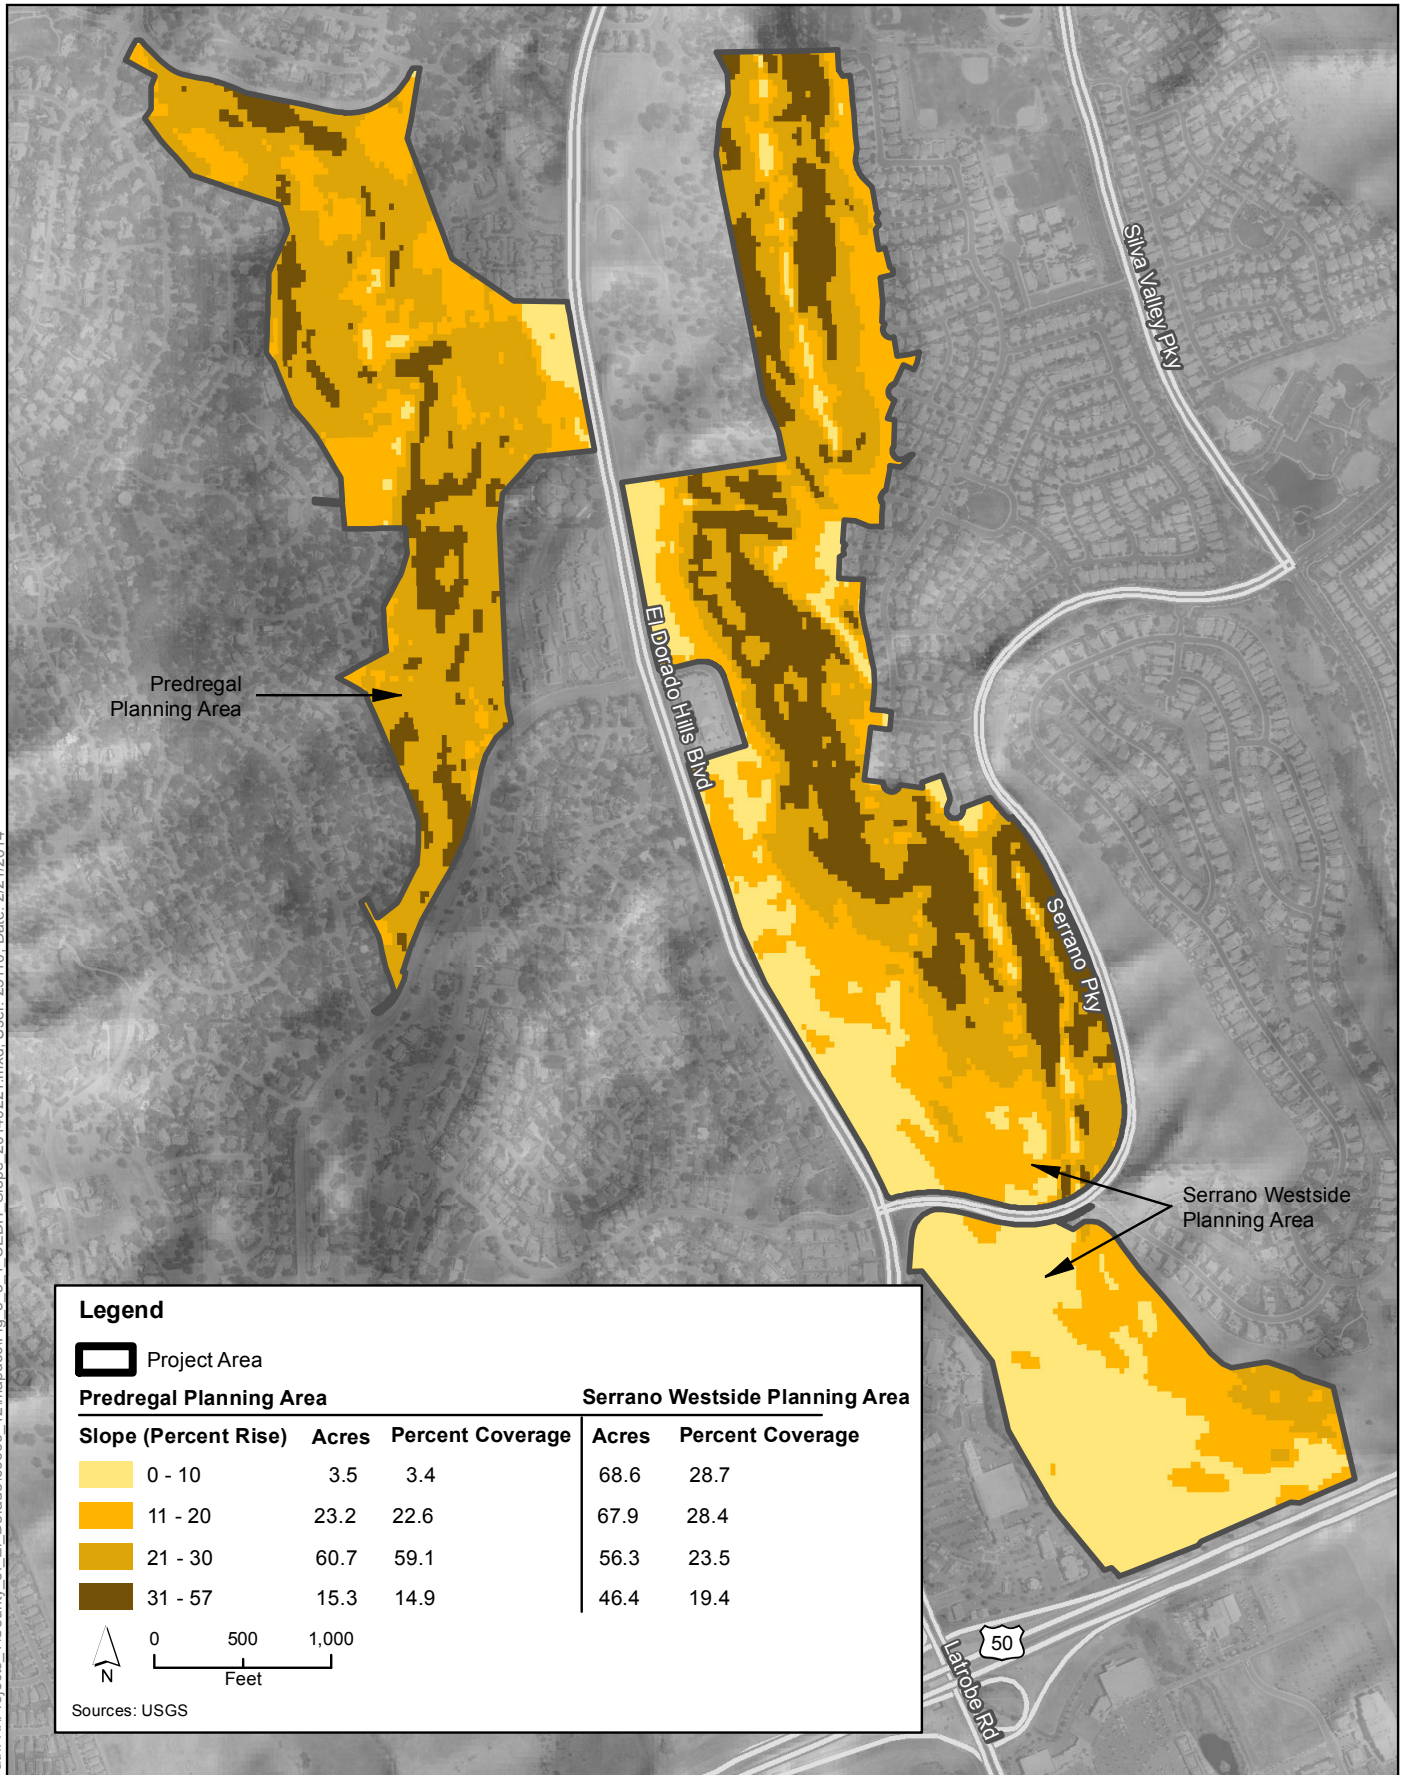 Silva Valley Pky
El Dorado Hills Blvd
Predregal
Planning Area
Serrano Pky
Serrano Westside
Planning Area
Legend
Project Area
Predregal Planning Area Serrano Westside Planning Area
Slope (Percent Rise) Acres Percent Coverage Acres Percent Coverage
0 - 10 3.5 3.4 68.6 28.7
11 - 20 23.2 22.6 67.9 28.4
21 - 30 60.7 59.1 56.3 23.5
31 - 57 15.3 14.9 46.4 19.4
N
0 500 1,000
Feet
Sources: USGS
50
Latrobe Rd